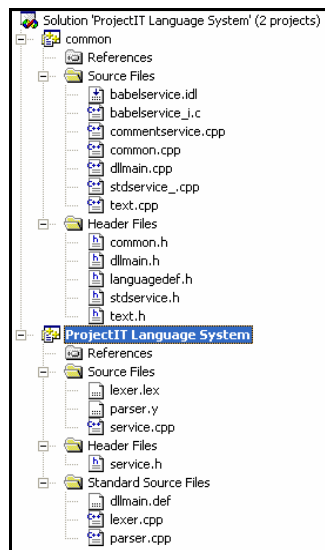 Solution 'ProjectIT Language System' (2 projects)
common
References
Source Files
babelservice.idl
babelservice_i.c
commentservice.cpp
common.cpp
dllmain.cpp
stdservice_.cpp
text.cpp
Header Files
common.h
dllmain.h
languagedef.h
stdservice.h
text.h
ProjectIT Language System
References
Source Files
lexer.lex
parser.y
service.cpp
Header Files
service.h
Standard Source Files
dllmain.def
lexer.cpp
parser.cpp